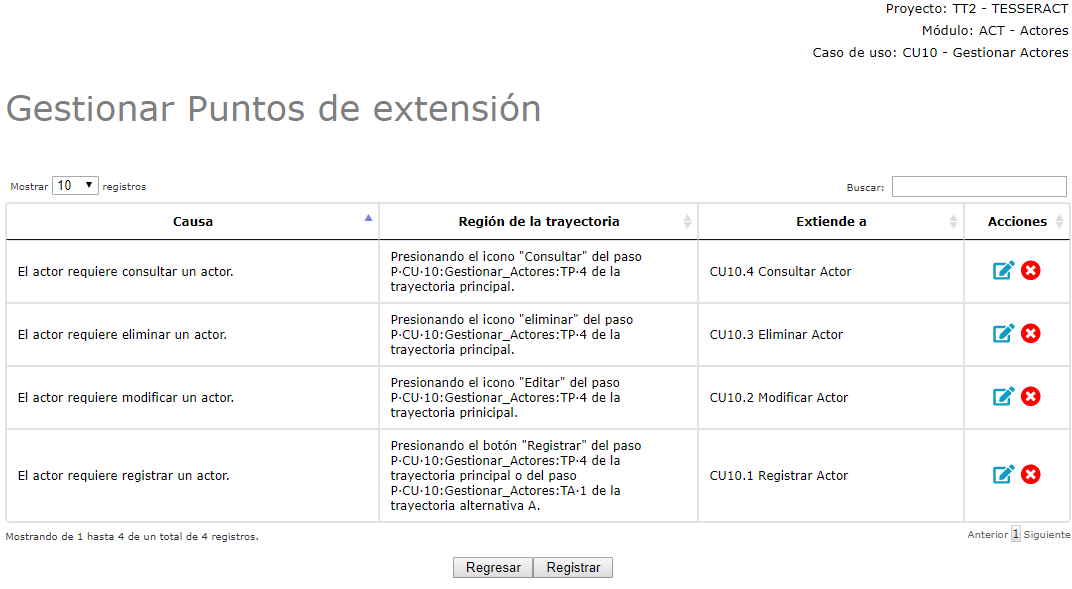 Proyecto: TT2 - TESSERACT
Módulo: ACT - Actores
Caso de uso: CU10 - Gestionar Actores
Gestionar Puntos de extensión
Mostrar 10 registros
Buscar:
Causa
Región de la trayectoria
Extiende a
Acciones
El actor requiere consultar un actor.
Presionando el icono "Consultar" del paso
P·CU·10:Gestionar_Actores:TP·4 de la
trayectoria principal.
CU10.4 Consultar Actor
El actor requiere eliminar un actor.
Presionando el icono "eliminar" del paso
P·CU·10:Gestionar_Actores:TP·4 de la
trayectoria principal.
CU10.3 Eliminar Actor
El actor requiere modificar un actor.
Presionando el icono "Editar" del paso
P·CU·10:Gestionar_Actores:TP·4 de la
trayectoria prinicipal.
CU10.2 Modificar Actor
El actor requiere registrar un actor.
Presionando el botón "Registrar" del paso
P·CU·10:Gestionar_Actores:TP·4 de la
trayectoria principal o del paso
P·CU·10:Gestionar_Actores:TA·1 de la
trayectoria alternativa A.
CU10.1 Registrar Actor
Mostrando de 1 hasta 4 de un total de 4 registros.
Anterior 1 Siguiente
Regresar
Registrar